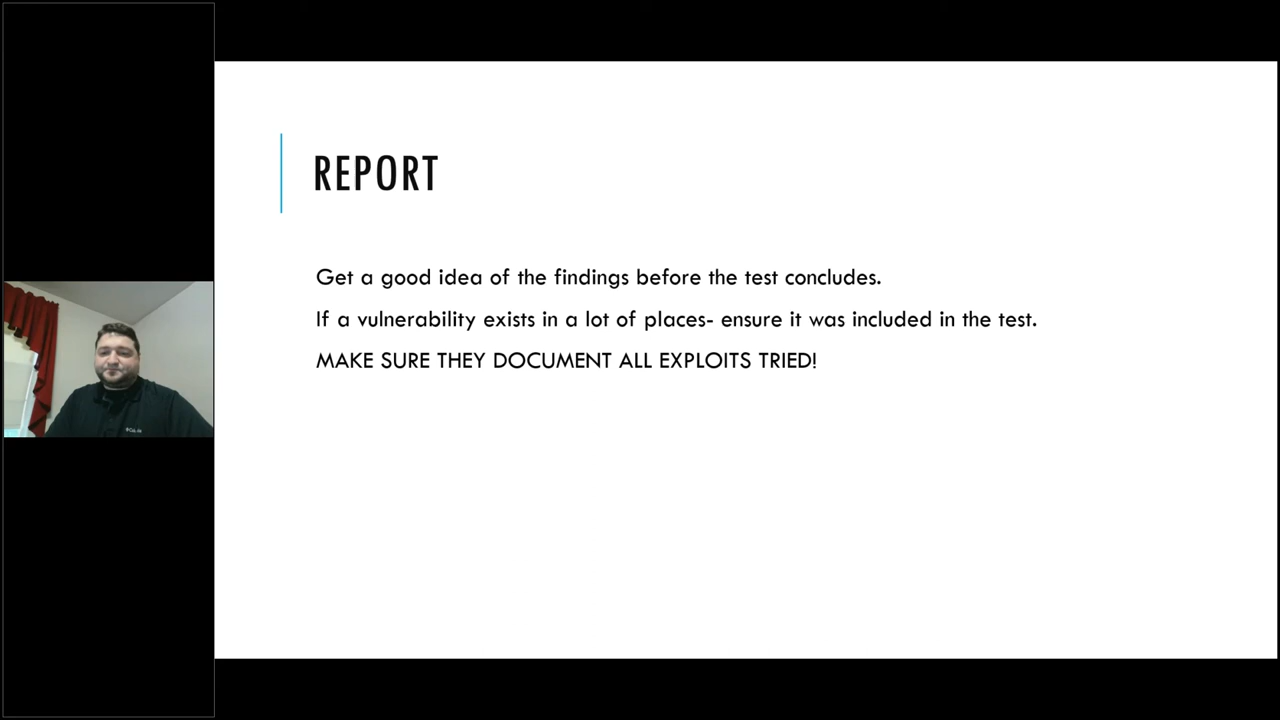 REPORT
Get a good idea of the findings before the test concludes.
If a vulnerability exists in a lot of places- ensure it was included in the test.
MAKE SURE THEY DOCUMENT ALL EXPLOITS TRIED!